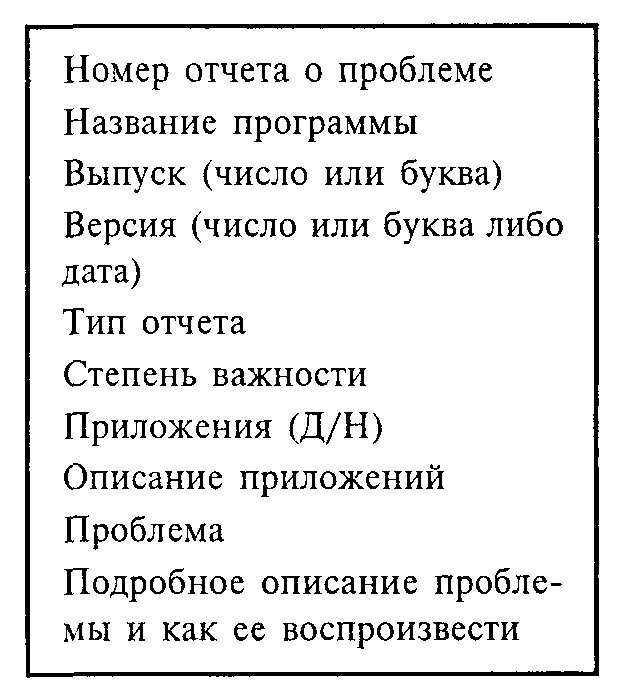 Номер отчета о проблеме
Название программы
Выпуск (число или буква)
Версия (число или буква либо
дата)
Тип отчета
Степень важности
Приложения (Д/Н)
Описание приложений
Проблема
Подробное описание пробле-
мы и как ее воспроизвести